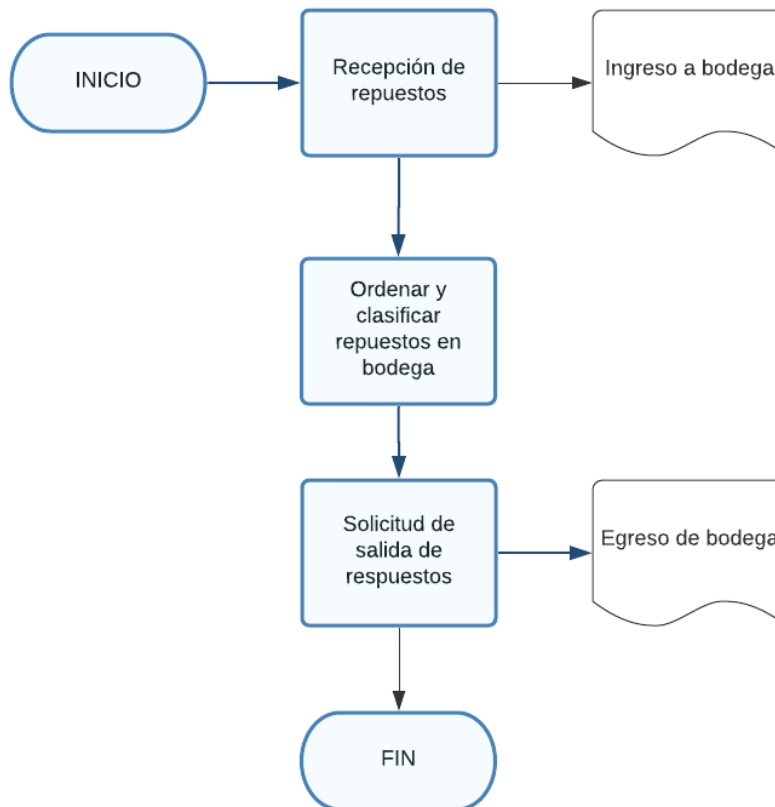 INICIO
Recepción de
repuestos
Ingreso a bodega
Ordenar y
clasificar
repuestos en
bodega
Solicitud de
salida de
respuestos
Egreso de bodega
FIN